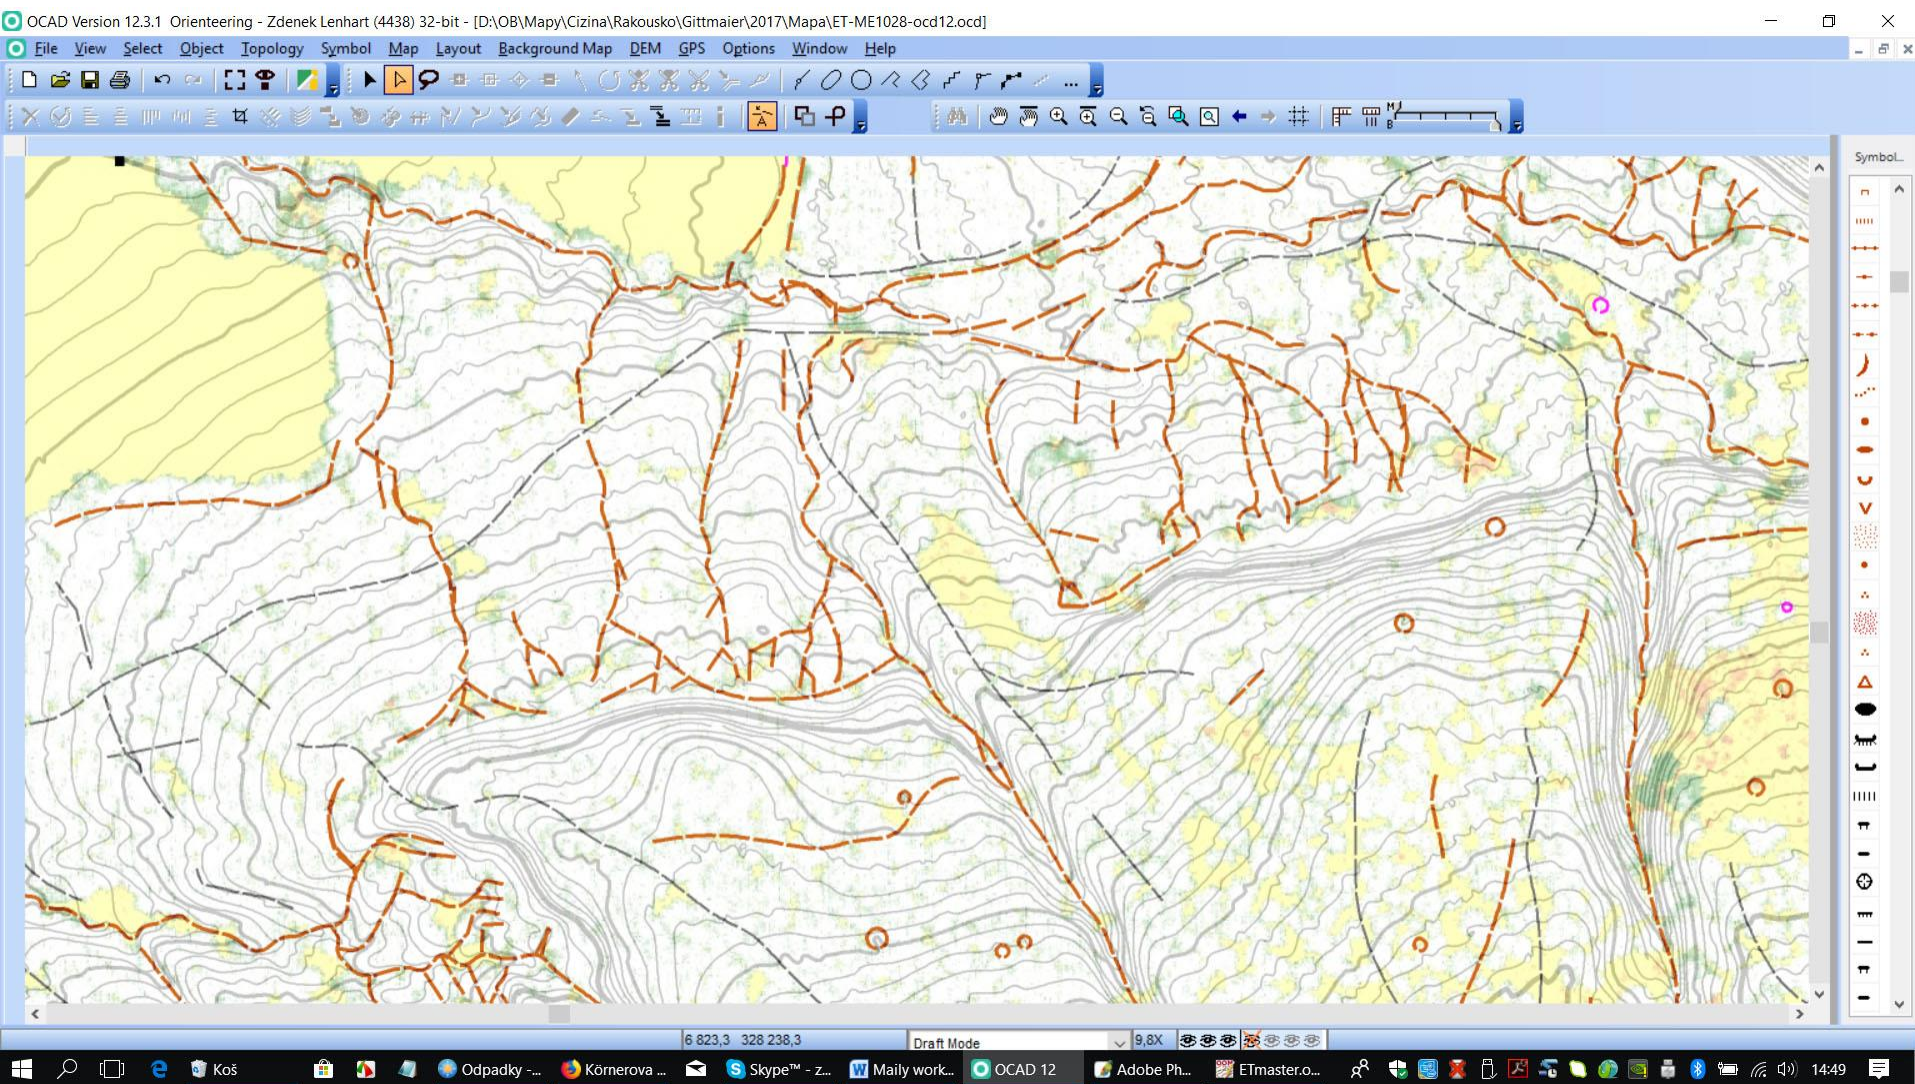 OCAD Version 12.3.1  Orienteering - Zdenek Lenhart (4438) 32-bit - [D:\OB\Mapy\Cizina\Rakousko\Gittmaier\2017\Mapa\ET-ME1028-ocd12.ocd]
File View Select Object Topology Symbol Map Layout Background Map DEM GPS Options Window Help
M
A
B
Symbol...
6 823,3 328 238,3
Draft Mode
9,8X
Koš
Odpadky -...
Körnerova ...
Skype™ - z...
Maily work...
OCAD 12
Adobe Ph...
ETmaster.o...
14:49